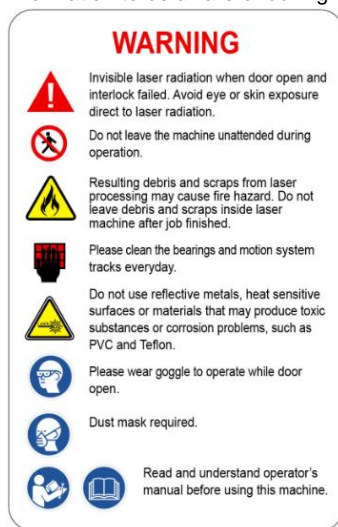 WARNING
Invisible laser radiation when door open and
interlock failed. Avoid eye or skin exposure
direct to laser radiation.
Do not leave the machine unattended during
operation.
Resulting debris and scraps from laser
processing may cause fire hazard. Do not
leave debris and scraps inside laser
machine after job finished.
Please clean the bearings and motion system
tracks everyday.
Do not use reflective metals, heat sensitive
surfaces or materials that may produce toxic
substances or corrosion problems, such as
PVC and Teflon.
Please wear goggle to operate while door
open.
Dust mask required.
Read and understand operator's
manual before using this machine.